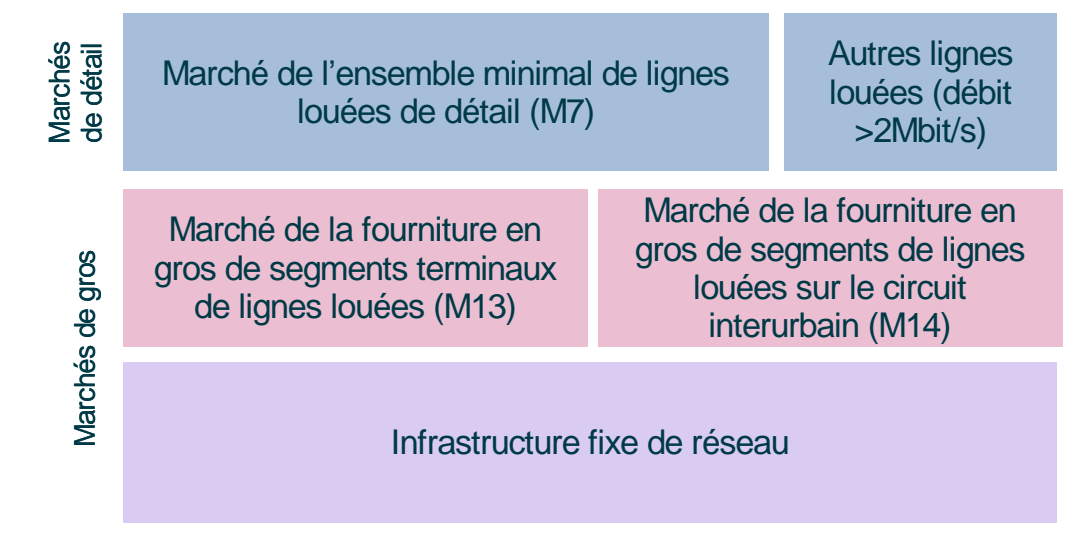 Marchés
de détail
Marché de l’ensemble minimal de lignes
louées de détail (M7)
Autres lignes
louées (débit
>2Mbit/s)
Marchés de gros
Marché de la fourniture en
gros de segments terminaux
de lignes louées (M13)
Marché de la fourniture en
gros de segments de lignes
louées sur le circuit
interurbain (M14)
Infrastructure fixe de réseau